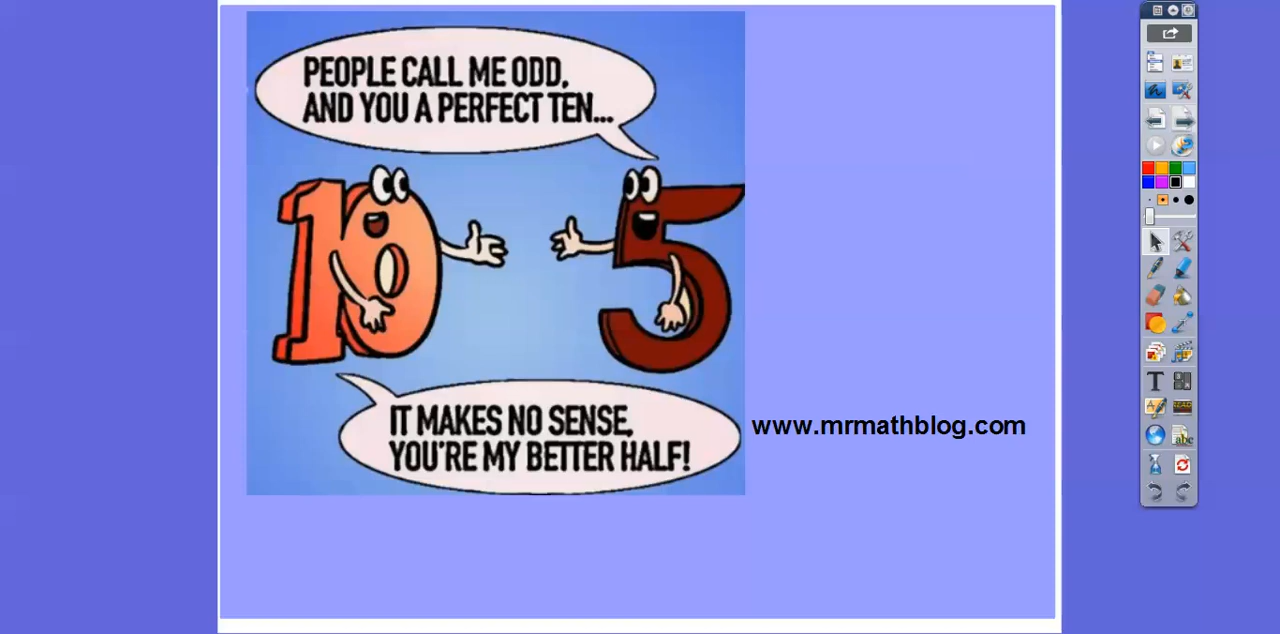 PEOPLE CALL ME ODD,
AND YOU A PERFECT TEN...
10
5
IT MAKES NO SENSE,
YOU'RE MY BETTER HALF!
www.mrmathblog.com